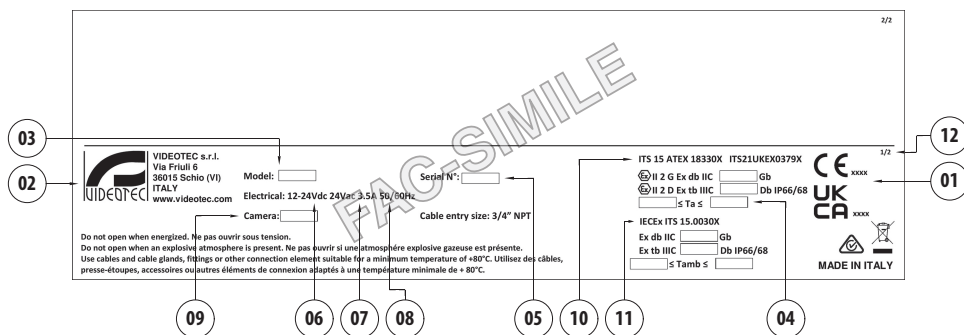 2/2
FAC-SIMILE
03
12
02
01
1/2
VIDEOTEC
VIDEOTEC s.r.l.
Via Friuli 6
36015 Schio (VI)
ITALY
www.videotec.com
Model:
Serial N°:
Electrical: 12-24Vdc 24Vac 3.5A 50/60Hz
Camera:
Cable entry size: 3/4” NPT
ITS 15 ATEX 18330X ITS21UKEX0379X
Ex II 2 G Ex db IIC Gb
Ex II 2 D Ex tb IIIC Db IP66/68
≤ Ta ≤
IECEx ITS 15.0030X
Ex db IIC Gb
Ex tb IIIC Db IP66/68
≤ Tamb ≤
CE xxxx
UK
CA xxxx
MADE IN ITALY
Do not open when energized. Ne pas ouvrir sous tension.
Do not open when an explosive atmosphere is present. Ne pas ouvrir si une atmosphére explosive gazeuse est présente.
Use cables and cable glands, fittings or other connection element suitable for a minimum temperature of +80°C. Utilisez des câbles,
presse-étoupes, accessoires ou autres éléments de connexion adaptés à une température minimale de + 80°C.
09
06
07
08
05
10
11
04